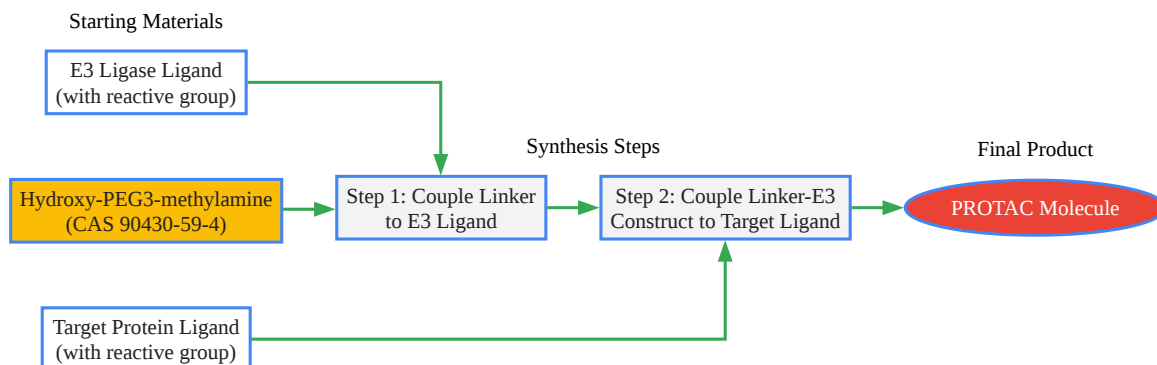 Starting Materials
E3 Ligase Ligand
(with reactive group)
Synthesis Steps
Final Product
Hydroxy-PEG3-methylamine
(CAS 90430-59-4)
Step 1: Couple Linker
to E3 Ligand
Step 2: Couple Linker-E3
Construct to Target Ligand
PROTAC Molecule
Target Protein Ligand
(with reactive group)